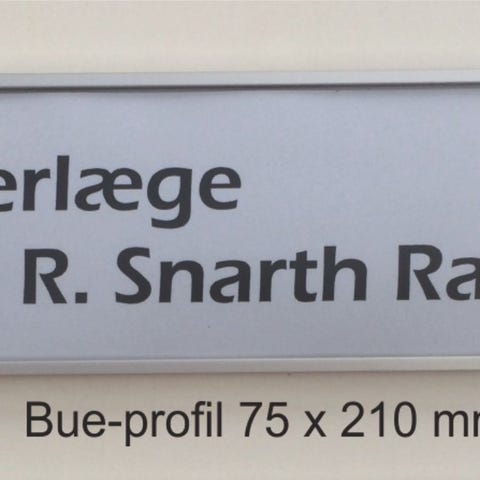 erlæge
R. Snarth Ra
Bue-profil 75 x 210 m